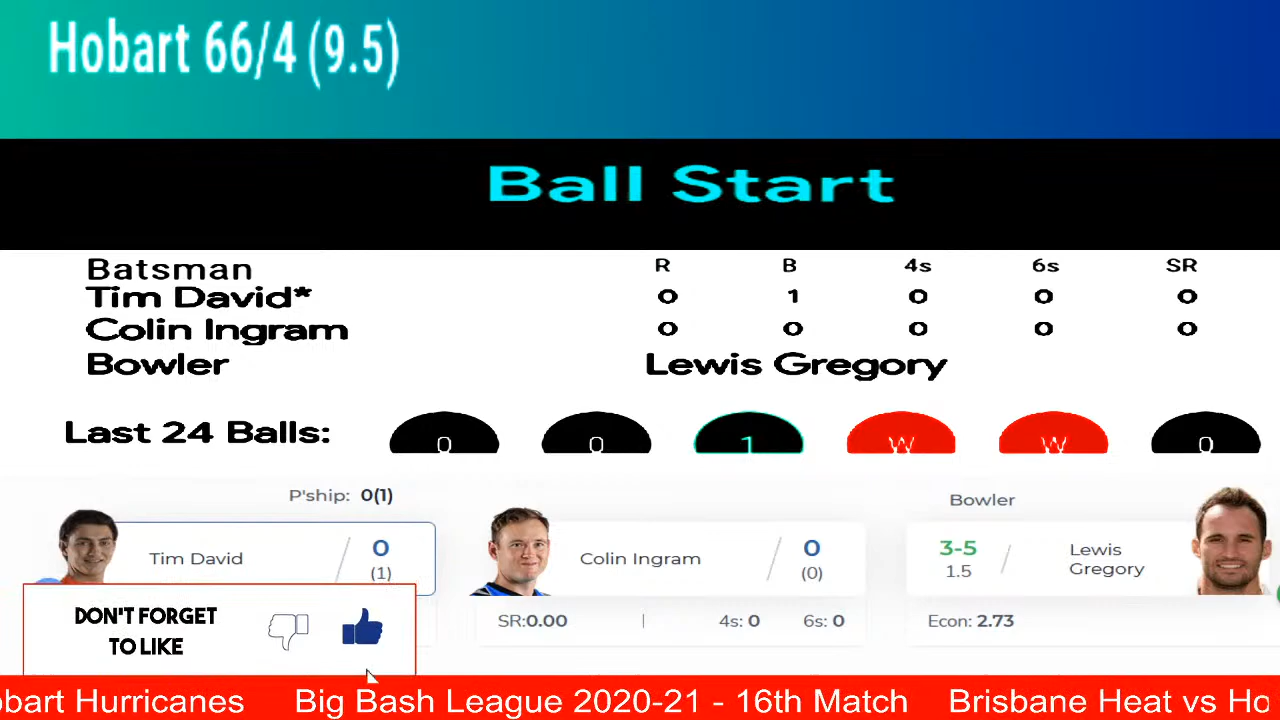 Hobart 66/4 (9.5)
Ball Start
Batsman R B 4s 6s SR
Tim David* 0 1 0 0 0
Colin Ingram 0 0 0 0 0
Bowler Lewis Gregory
Last 24 Balls: 0 0 1 W W 0
P'ship: 0(1)
Bowler
Tim David / 0 (1)
Colin Ingram / 0 (0)
3-5 1.5 / Lewis Gregory
SR:0.00 | 4s: 0 6s: 0
Econ: 2.73
DON'T FORGET
TO LIKE
obart Hurricanes Big Bash League 2020-21 - 16th Match Brisbane Heat vs Ho